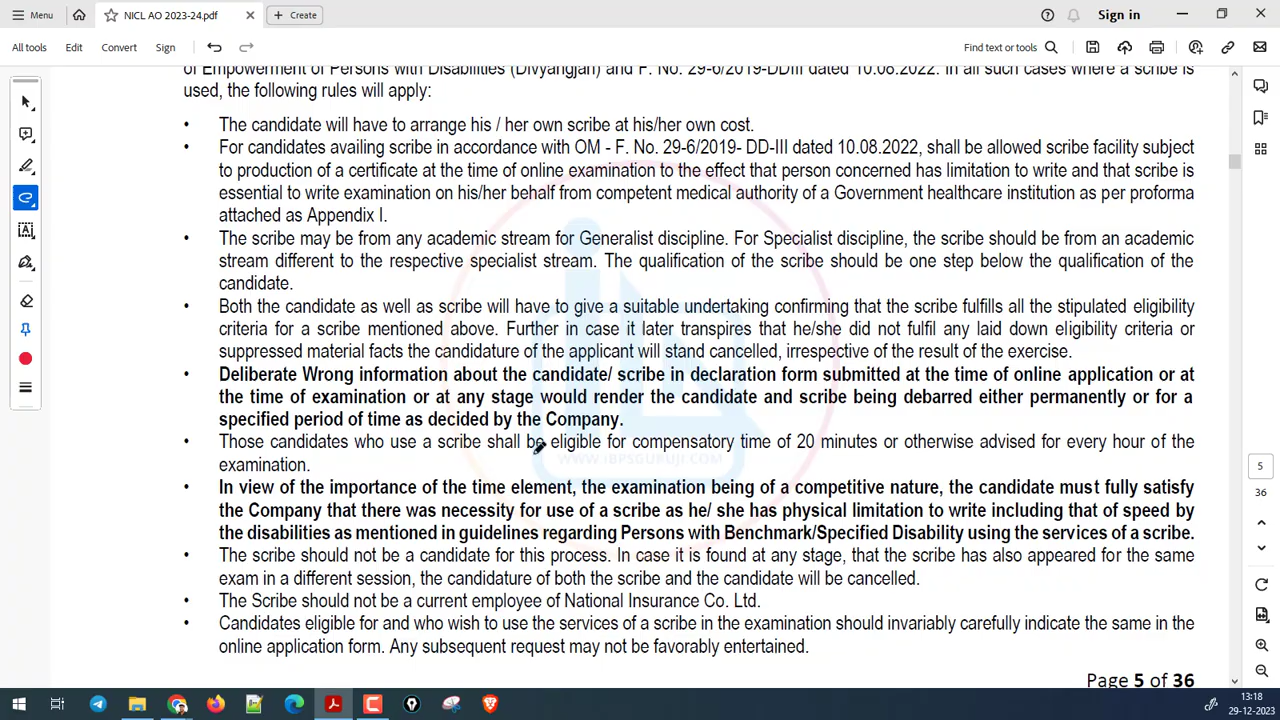 Menu
NICL AO 2023-24.pdf
Create
Sign in
All tools
Edit
Convert
Sign
Find text or tools
of Empowerment of Persons with Disabilities (Divyangjan) and F. No. 29-6/2019-DDIII dated 10.08.2022. In all such cases where a scribe is
used, the following rules will apply:
• The candidate will have to arrange his / her own scribe at his/her own cost.
• For candidates availing scribe in accordance with OM - F. No. 29-6/2019- DD-III dated 10.08.2022, shall be allowed scribe facility subject
to production of a certificate at the time of online examination to the effect that person concerned has limitation to write and that scribe is
essential to write examination on his/her behalf from competent medical authority of a Government healthcare institution as per proforma
attached as Appendix I.
• The scribe may be from any academic stream for Generalist discipline. For Specialist discipline, the scribe should be from an academic
stream different to the respective specialist stream. The qualification of the scribe should be one step below the qualification of the
candidate.
• Both the candidate as well as scribe will have to give a suitable undertaking confirming that the scribe fulfills all the stipulated eligibility
criteria for a scribe mentioned above. Further in case it later transpires that he/she did not fulfil any laid down eligibility criteria or
suppressed material facts the candidature of the applicant will stand cancelled, irrespective of the result of the exercise.
• Deliberate Wrong information about the candidate/ scribe in declaration form submitted at the time of online application or at
the time of examination or at any stage would render the candidate and scribe being debarred either permanently or for a
specified period of time as decided by the Company.
• Those candidates who use a scribe shall be eligible for compensatory time of 20 minutes or otherwise advised for every hour of the
examination.
WWW.IBPSGURUJI.COM
• In view of the importance of the time element, the examination being of a competitive nature, the candidate must fully satisfy
the Company that there was necessity for use of a scribe as he/ she has physical limitation to write including that of speed by
the disabilities as mentioned in guidelines regarding Persons with Benchmark/Specified Disability using the services of a scribe.
• The scribe should not be a candidate for this process. In case it is found at any stage, that the scribe has also appeared for the same
exam in a different session, the candidature of both the scribe and the candidate will be cancelled.
• The Scribe should not be a current employee of National Insurance Co. Ltd.
• Candidates eligible for and who wish to use the services of a scribe in the examination should invariably carefully indicate the same in the
online application form. Any subsequent request may not be favorably entertained.
Page 5 of 36
5
36
13:18
29-12-2023